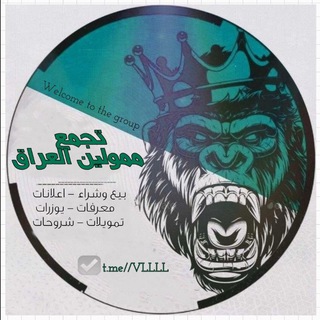 Welcome to the group
تجمع
ممولين العراق
بيع وشراء - اعلانات
معرفات - يوزرات
تمويلات - شروحات
t.me//VLLLL